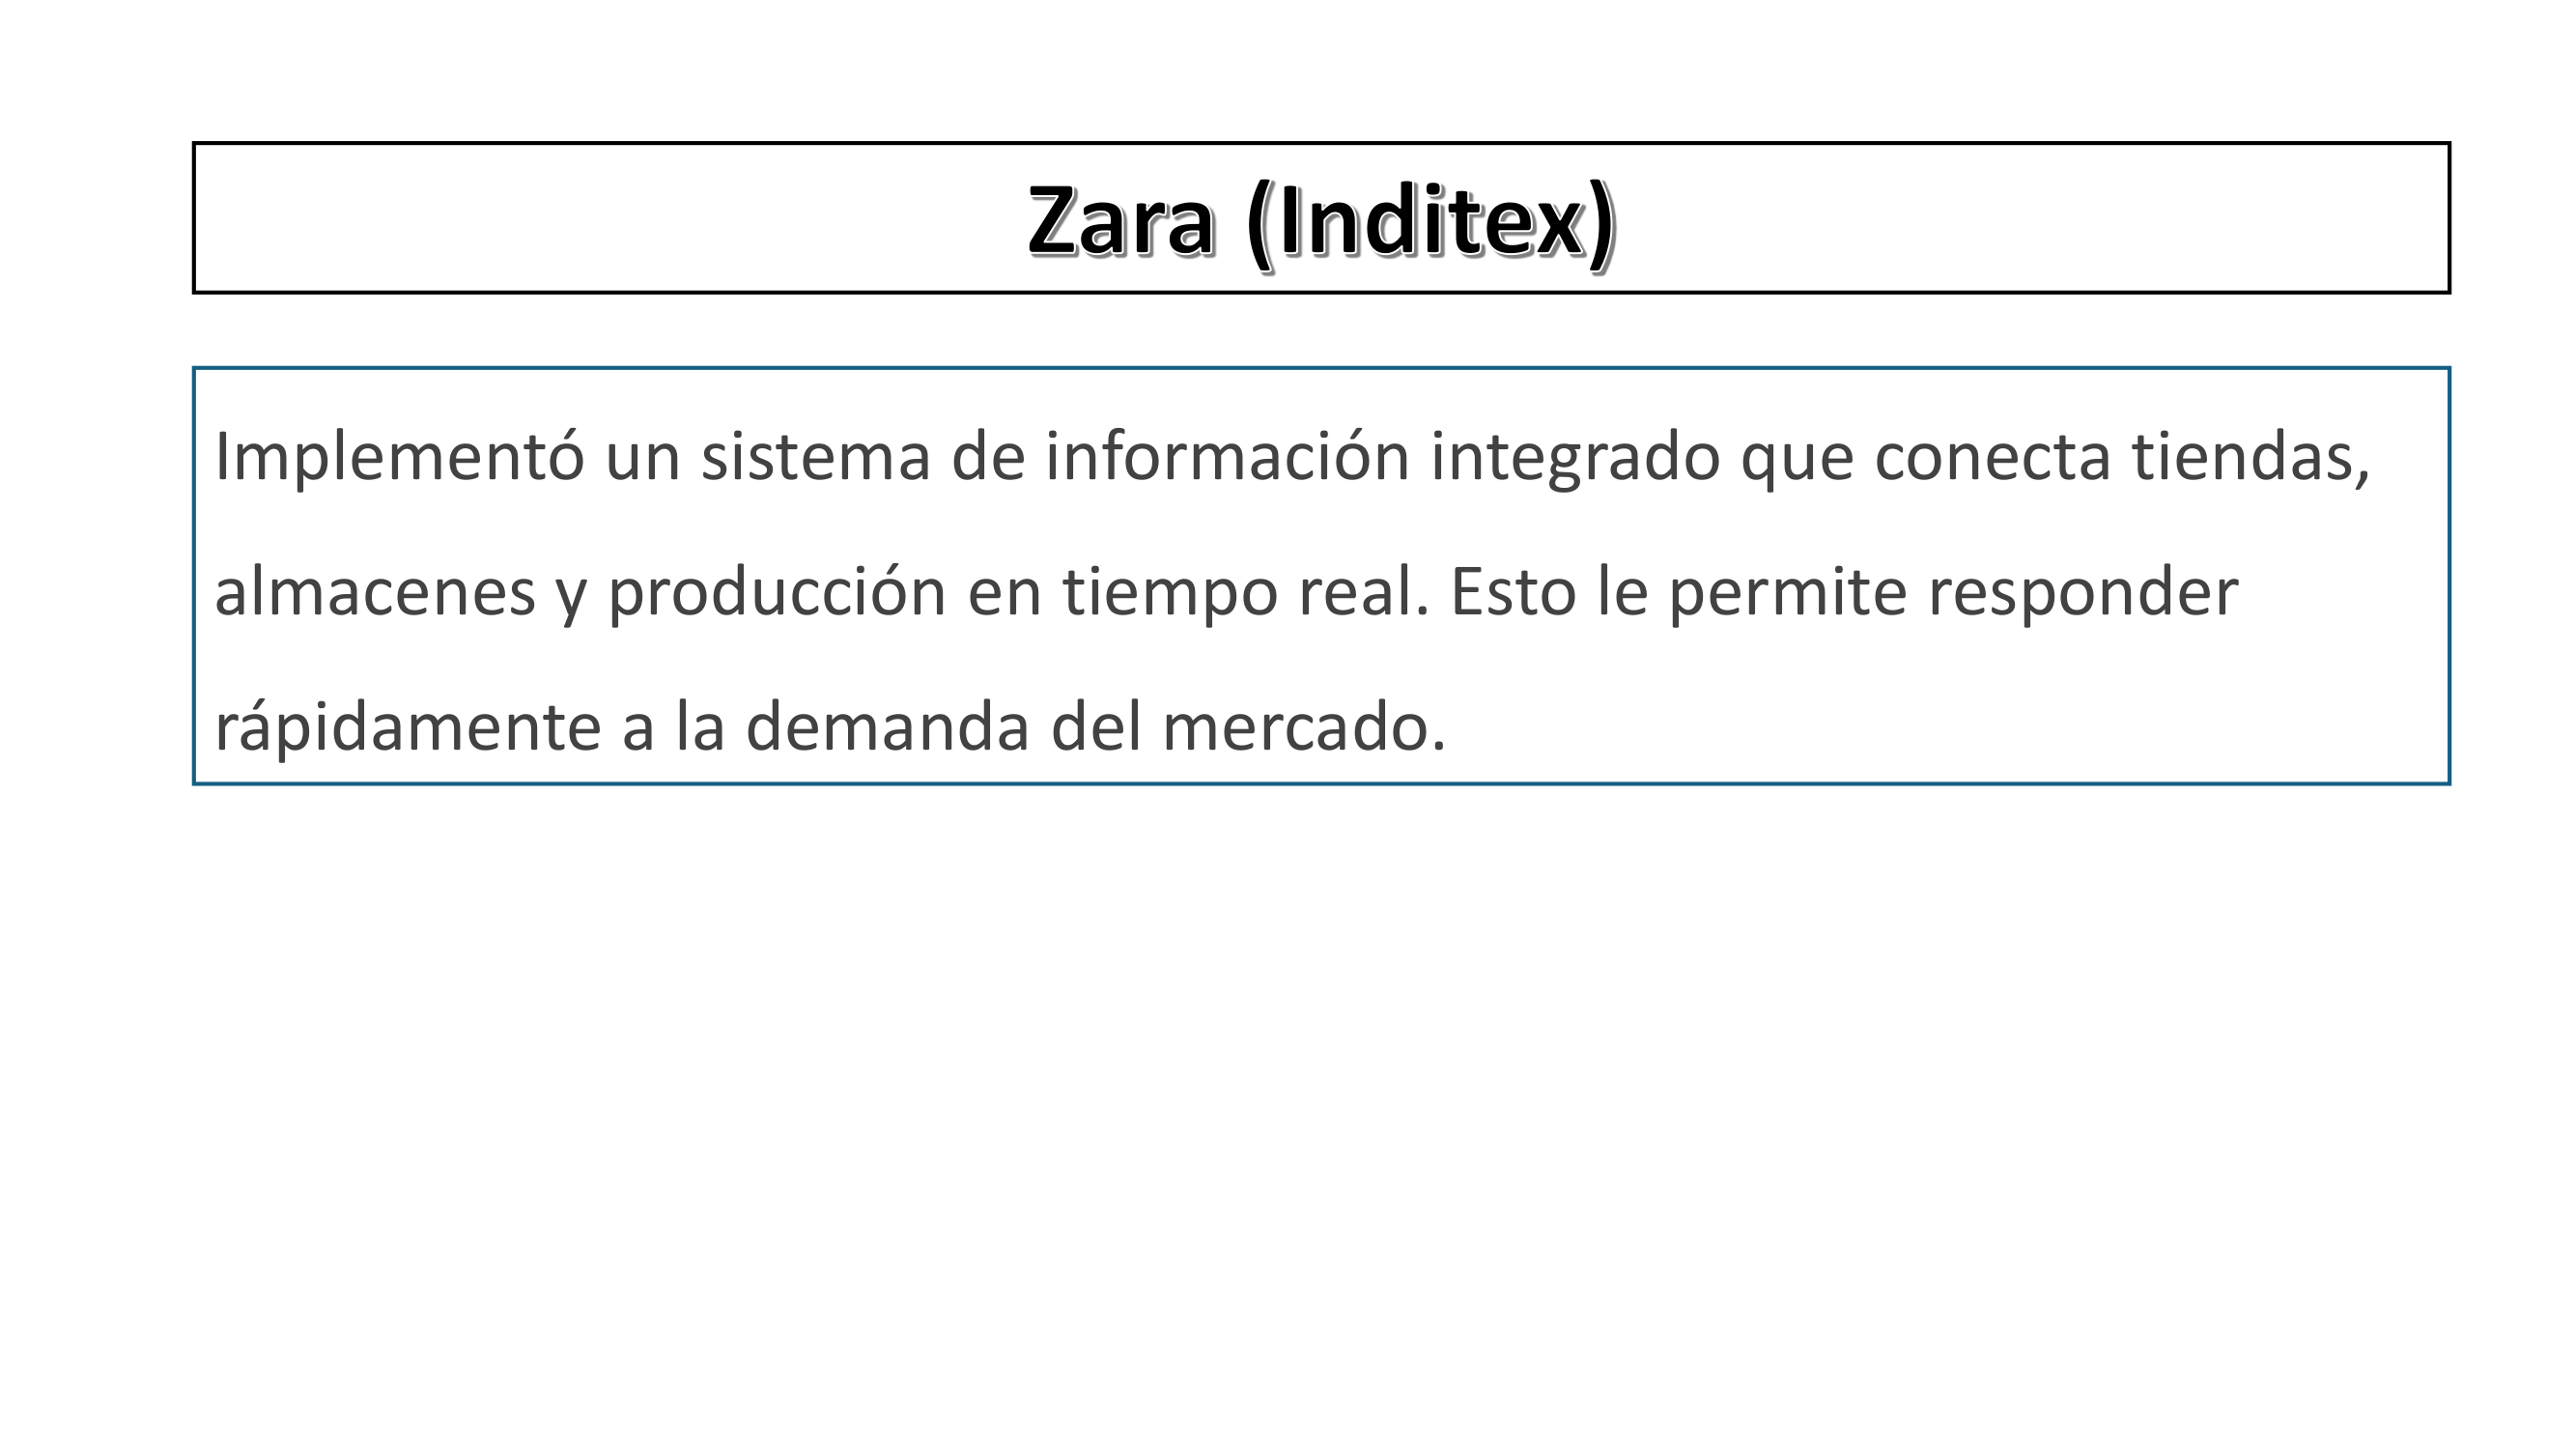 Zara (Inditex)
Implementó un sistema de información integrado que conecta tiendas,
almacenes y producción en tiempo real. Esto le permite responder
rápidamente a la demanda del mercado.